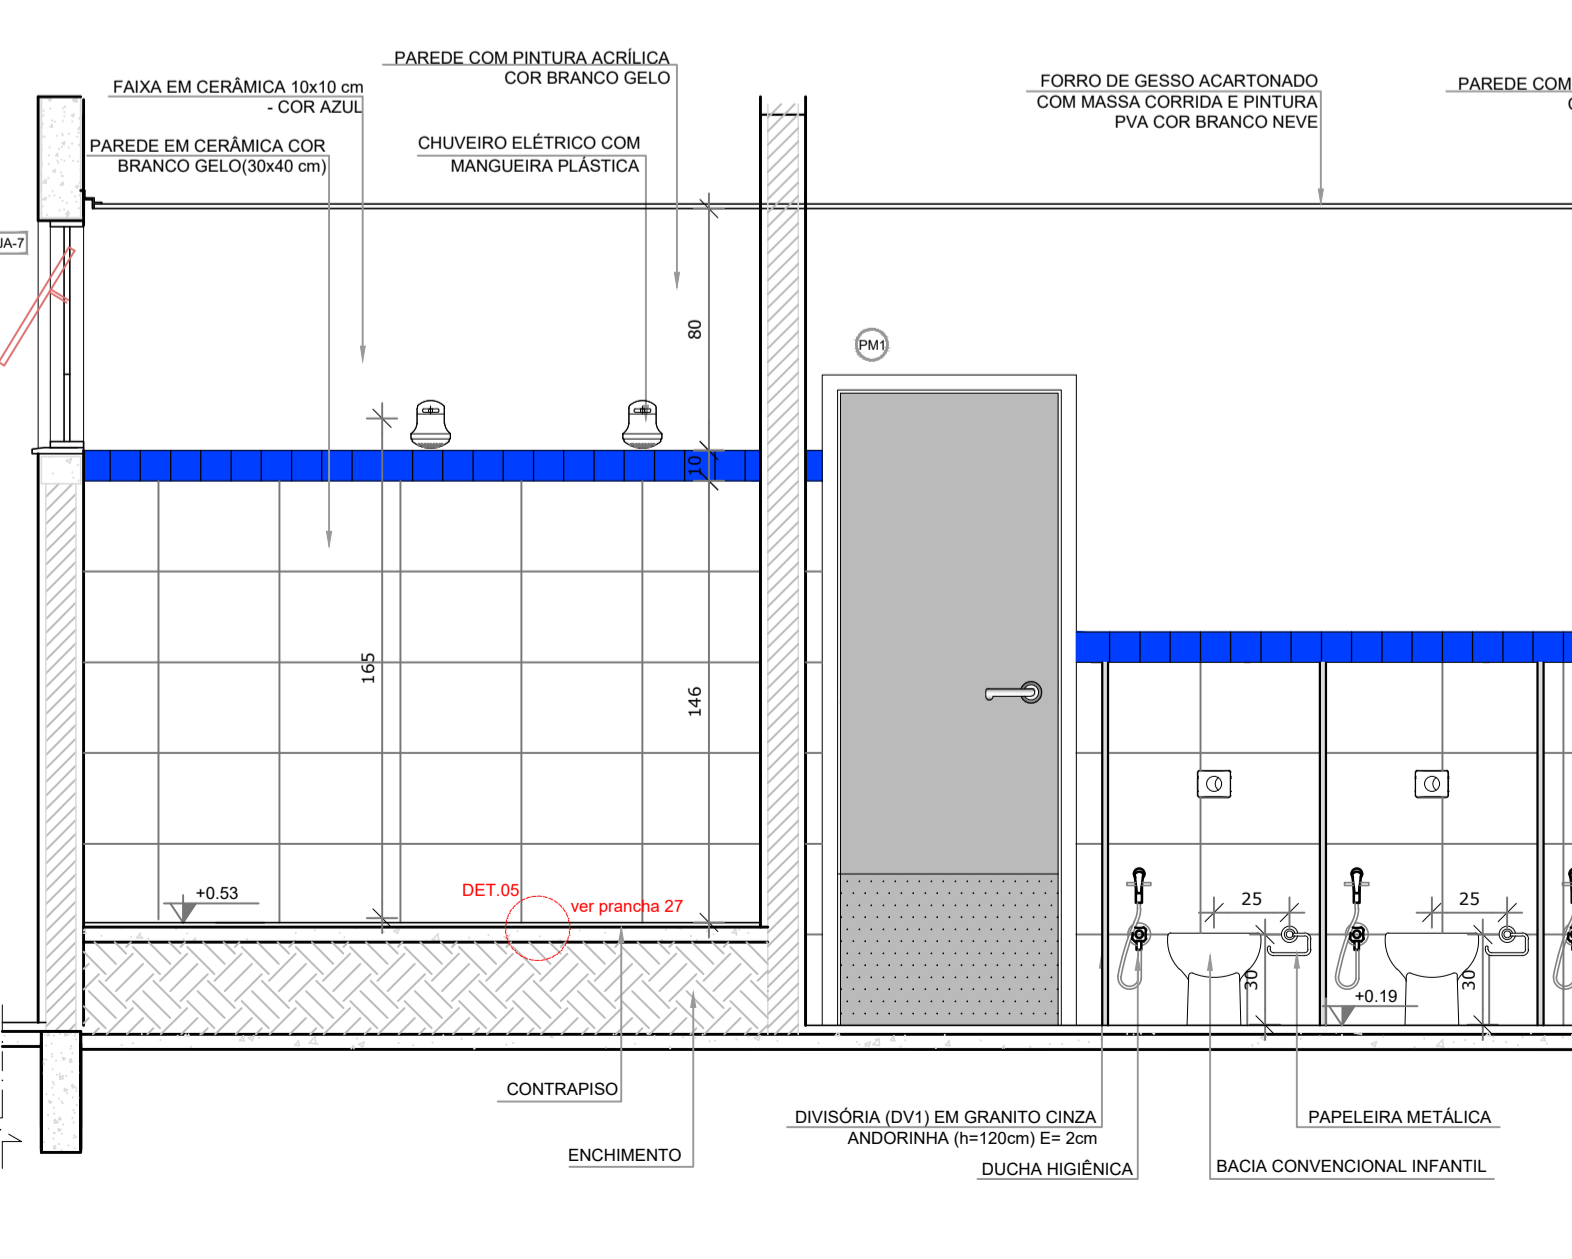 PAREDE COM PINTURA ACRÍLICA
COR BRANCO GELO
FAIXA EM CERÂMICA 10x10 cm
- COR AZUL
FORRO DE GESSO ACARTONADO
COM MASSA CORRIDA E PINTURA
PVA COR BRANCO NEVE
PAREDE COM
PAREDE EM CERÂMICA COR
BRANCO GELO(30x40 cm)
CHUVEIRO ELÉTRICO COM
MANGUEIRA PLÁSTICA
JA-7
80
PM1
10
165
146
+0.53
DET.05
ver prancha 27
25
25
30
30
+0.19
CONTRAPISO
ENCHIMENTO
DIVISÓRIA (DV1) EM GRANITO CINZA
ANDORINHA (h=120cm) E= 2cm
DUCHA HIGIÊNICA
PAPELEIRA METÁLICA
BACIA CONVENCIONAL INFANTIL